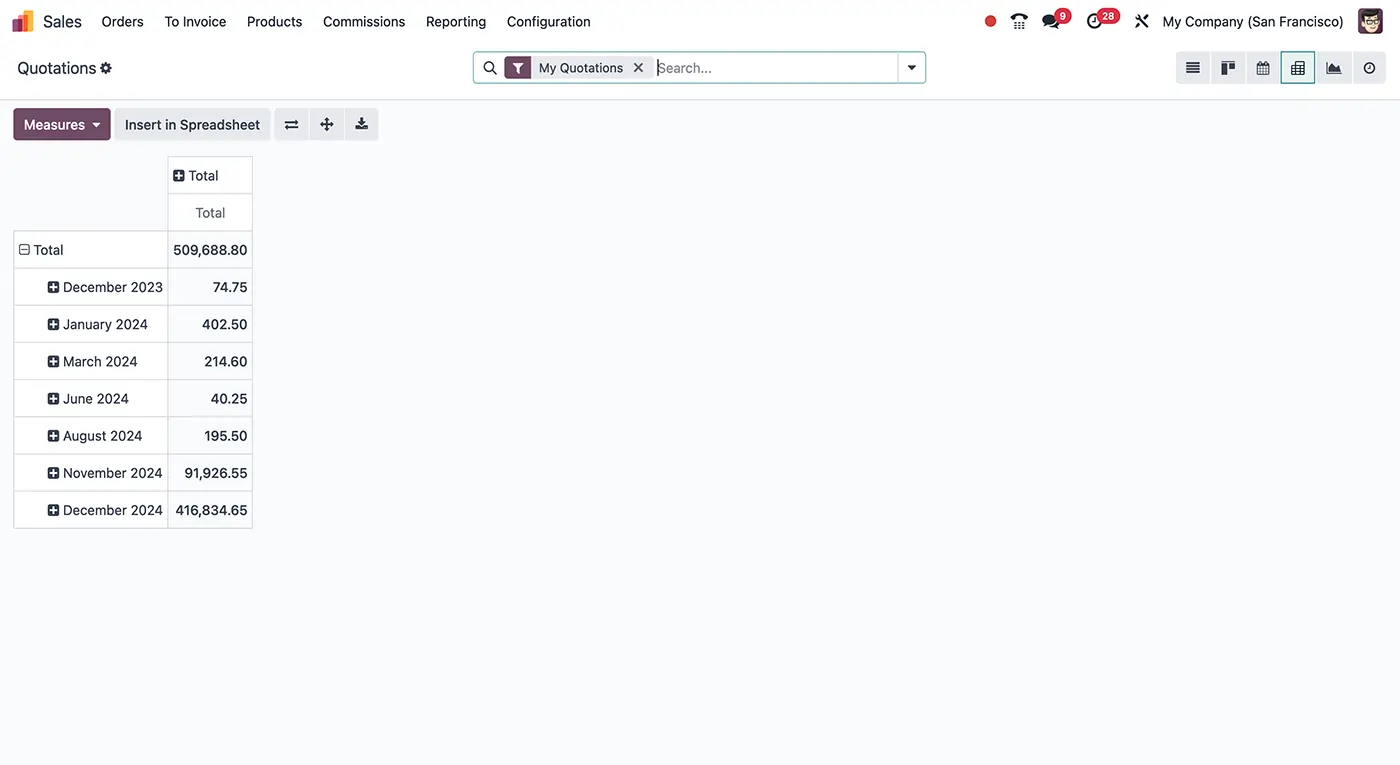 Sales Orders To Invoice Products Commissions Reporting Configuration 9 28 My Company (San Francisco)
Quotations My Quotations Search...
Measures Insert in Spreadsheet
Total
Total
Total 509,688.80
December 2023 74.75
January 2024 402.50
March 2024 214.60
June 2024 40.25
August 2024 195.50
November 2024 91,926.55
December 2024 416,834.65